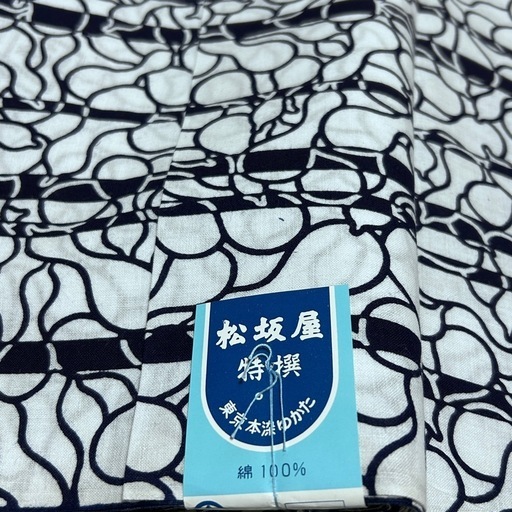 松坂屋
特撰
東京本染ゆかた
綿 100%